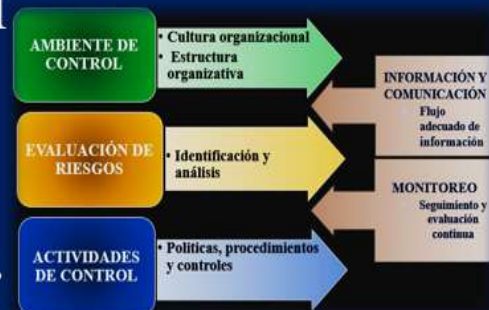 AMBIENTE DE
CONTROL
• Cultura organizacional
• Estructura
organizativa
EVALUACIÓN DE
RIESGOS
• Identificación y
análisis
ACTIVIDADES
DE CONTROL
• Políticas, procedimientos
y controles
INFORMACIÓN Y
COMUNICACIÓN
Flujo
adecuado de
información
MONITOREO
Seguimiento y
evaluación
continua